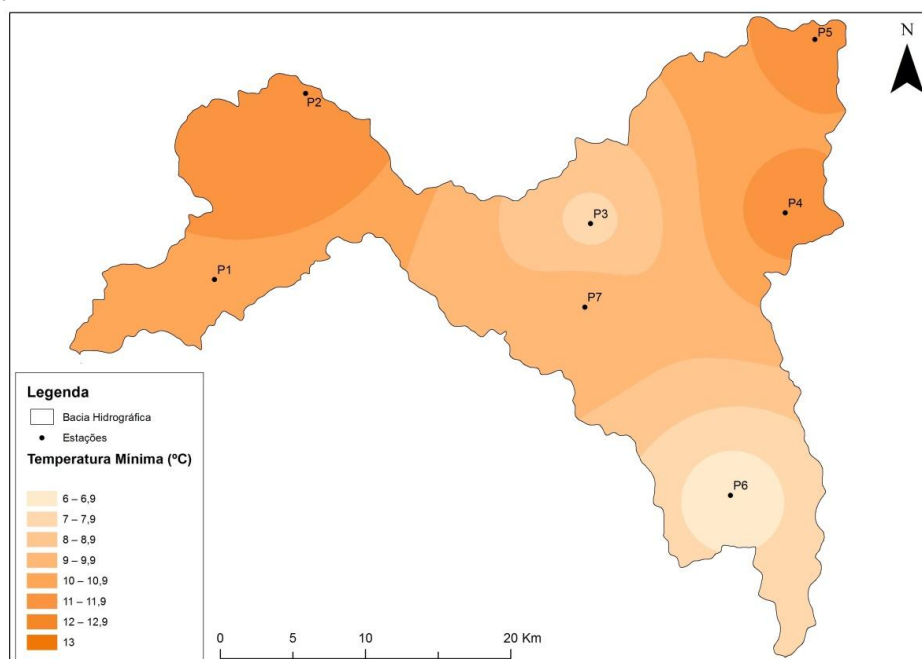 N
P5
P2
P4
P3
P1
P7
P6
Legenda
Bacia Hidrográfica
Estações
Temperatura Mínima (ºC)
6 – 6,9
7 – 7,9
8 – 8,9
9 – 9,9
10 – 10,9
11 – 11,9
12 – 12,9
13
0 5 10 20 Km